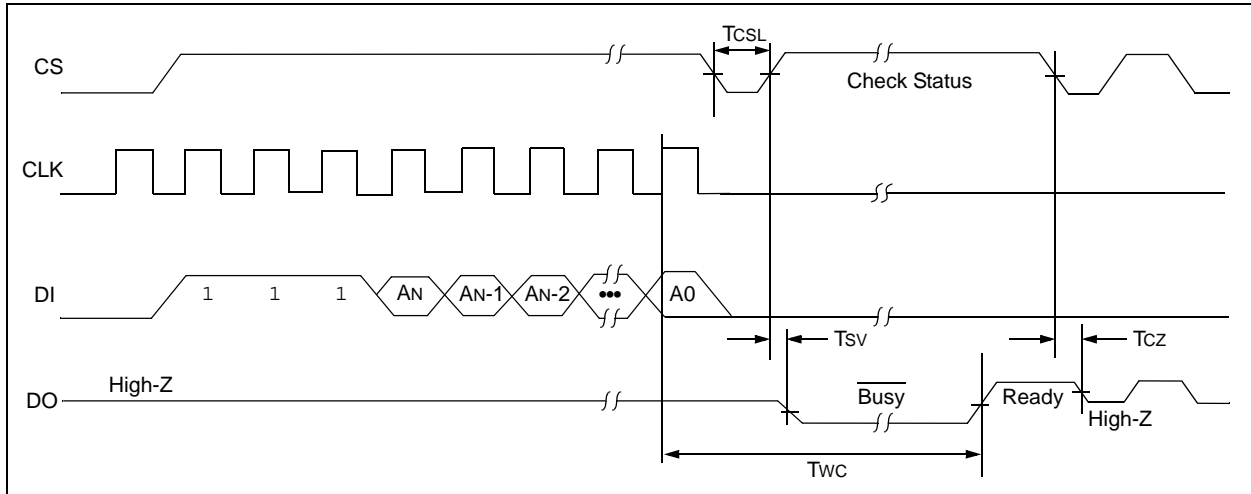 TCSL
CS
Check Status
CLK
DI
1 1 1 AN AN-1 AN-2 ••• A0
TSV
TCZ
High-Z
DO
Busy
Ready
High-Z
TWC